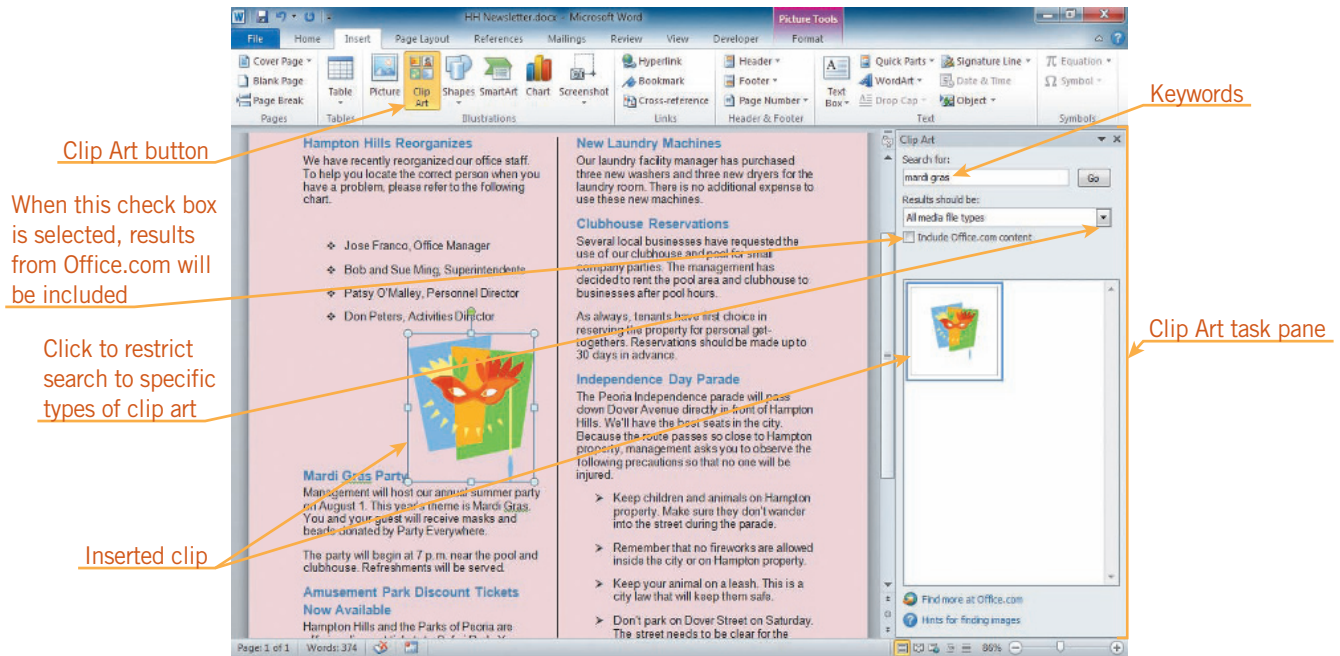 HH Newsletter.docx - Microsoft Word
Picture Tools
File Home Insert Page Layout References Mailings Review View Developer Format
Cover Page
Blank Page
Page Break
Pages
Table
Tables
Picture
Clip Art
Shapes
SmartArt
Chart
Screenshot
Illustrations
Hyperlink
Bookmark
Cross-reference
Links
Header
Footer
Page Number
Header & Footer
Text Box
Quick Parts
WordArt
Drop Cap
Signature Line
Date & Time
Object
Text
π Equation
Ω Symbol
Symbols
Keywords
Clip Art button
When this check box
is selected, results
from Office.com will
be included
Click to restrict
search to specific
types of clip art
Inserted clip
Clip Art task pane
Hampton Hills Reorganizes
We have recently reorganized our office staff.
To help you locate the correct person when you
have a problem, please refer to the following
chart.
❖ Jose Franco, Office Manager
❖ Bob and Sue Ming, Superintendents
❖ Patsy O'Malley, Personnel Director
❖ Don Peters, Activities Director
Mardi Gras Party
Management will host our annual summer party
on August 1. This year's theme is Mardi Gras.
You and your guest will receive masks and
beads donated by Party Everywhere.
The party will begin at 7 p.m. near the pool and
clubhouse. Refreshments will be served.
Amusement Park Discount Tickets
Now Available
Hampton Hills and the Parks of Peoria are
New Laundry Machines
Our laundry facility manager has purchased
three new washers and three new dryers for the
laundry room. There is no additional expense to
use these new machines.
Clubhouse Reservations
Several local businesses have requested the
use of our clubhouse and pool for small
company parties. The management has
decided to rent the pool area and clubhouse to
businesses after pool hours.
As always, tenants have first choice in
reserving the property for personal get-
togethers. Reservations should be made up to
30 days in advance.
Independence Day Parade
The Peoria Independence parade will pass
down Dover Avenue directly in front of Hampton
Hills. We'll have the best seats in the city.
Because the route passes so close to Hampton
property, management asks you to observe the
following precautions so that no one will be
injured.
➢ Keep children and animals on Hampton
property. Make sure they don't wander
into the street during the parade.
➢ Remember that no fireworks are allowed
inside the city or on Hampton property.
➢ Keep your animal on a leash. This is a
city law that will keep them safe.
➢ Don't park on Dover Street on Saturday.
The street needs to be clear for the
Clip Art
Search for:
mardi gras
Go
Results should be:
All media file types
Include Office.com content
Find more at Office.com
Hints for finding images
Page: 1 of 1 Words: 374
86%